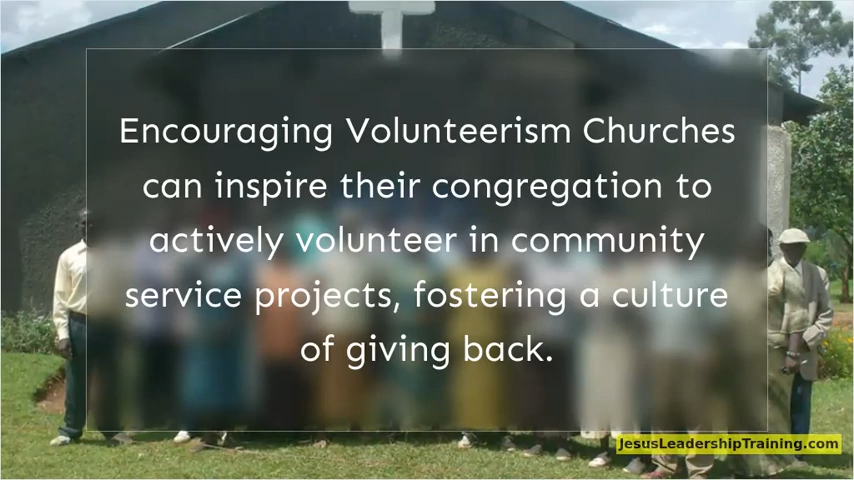 Encouraging Volunteerism Churches
can inspire their congregation to
actively volunteer in community
service projects, fostering a culture
of giving back.
JesusLeadershipTraining.com